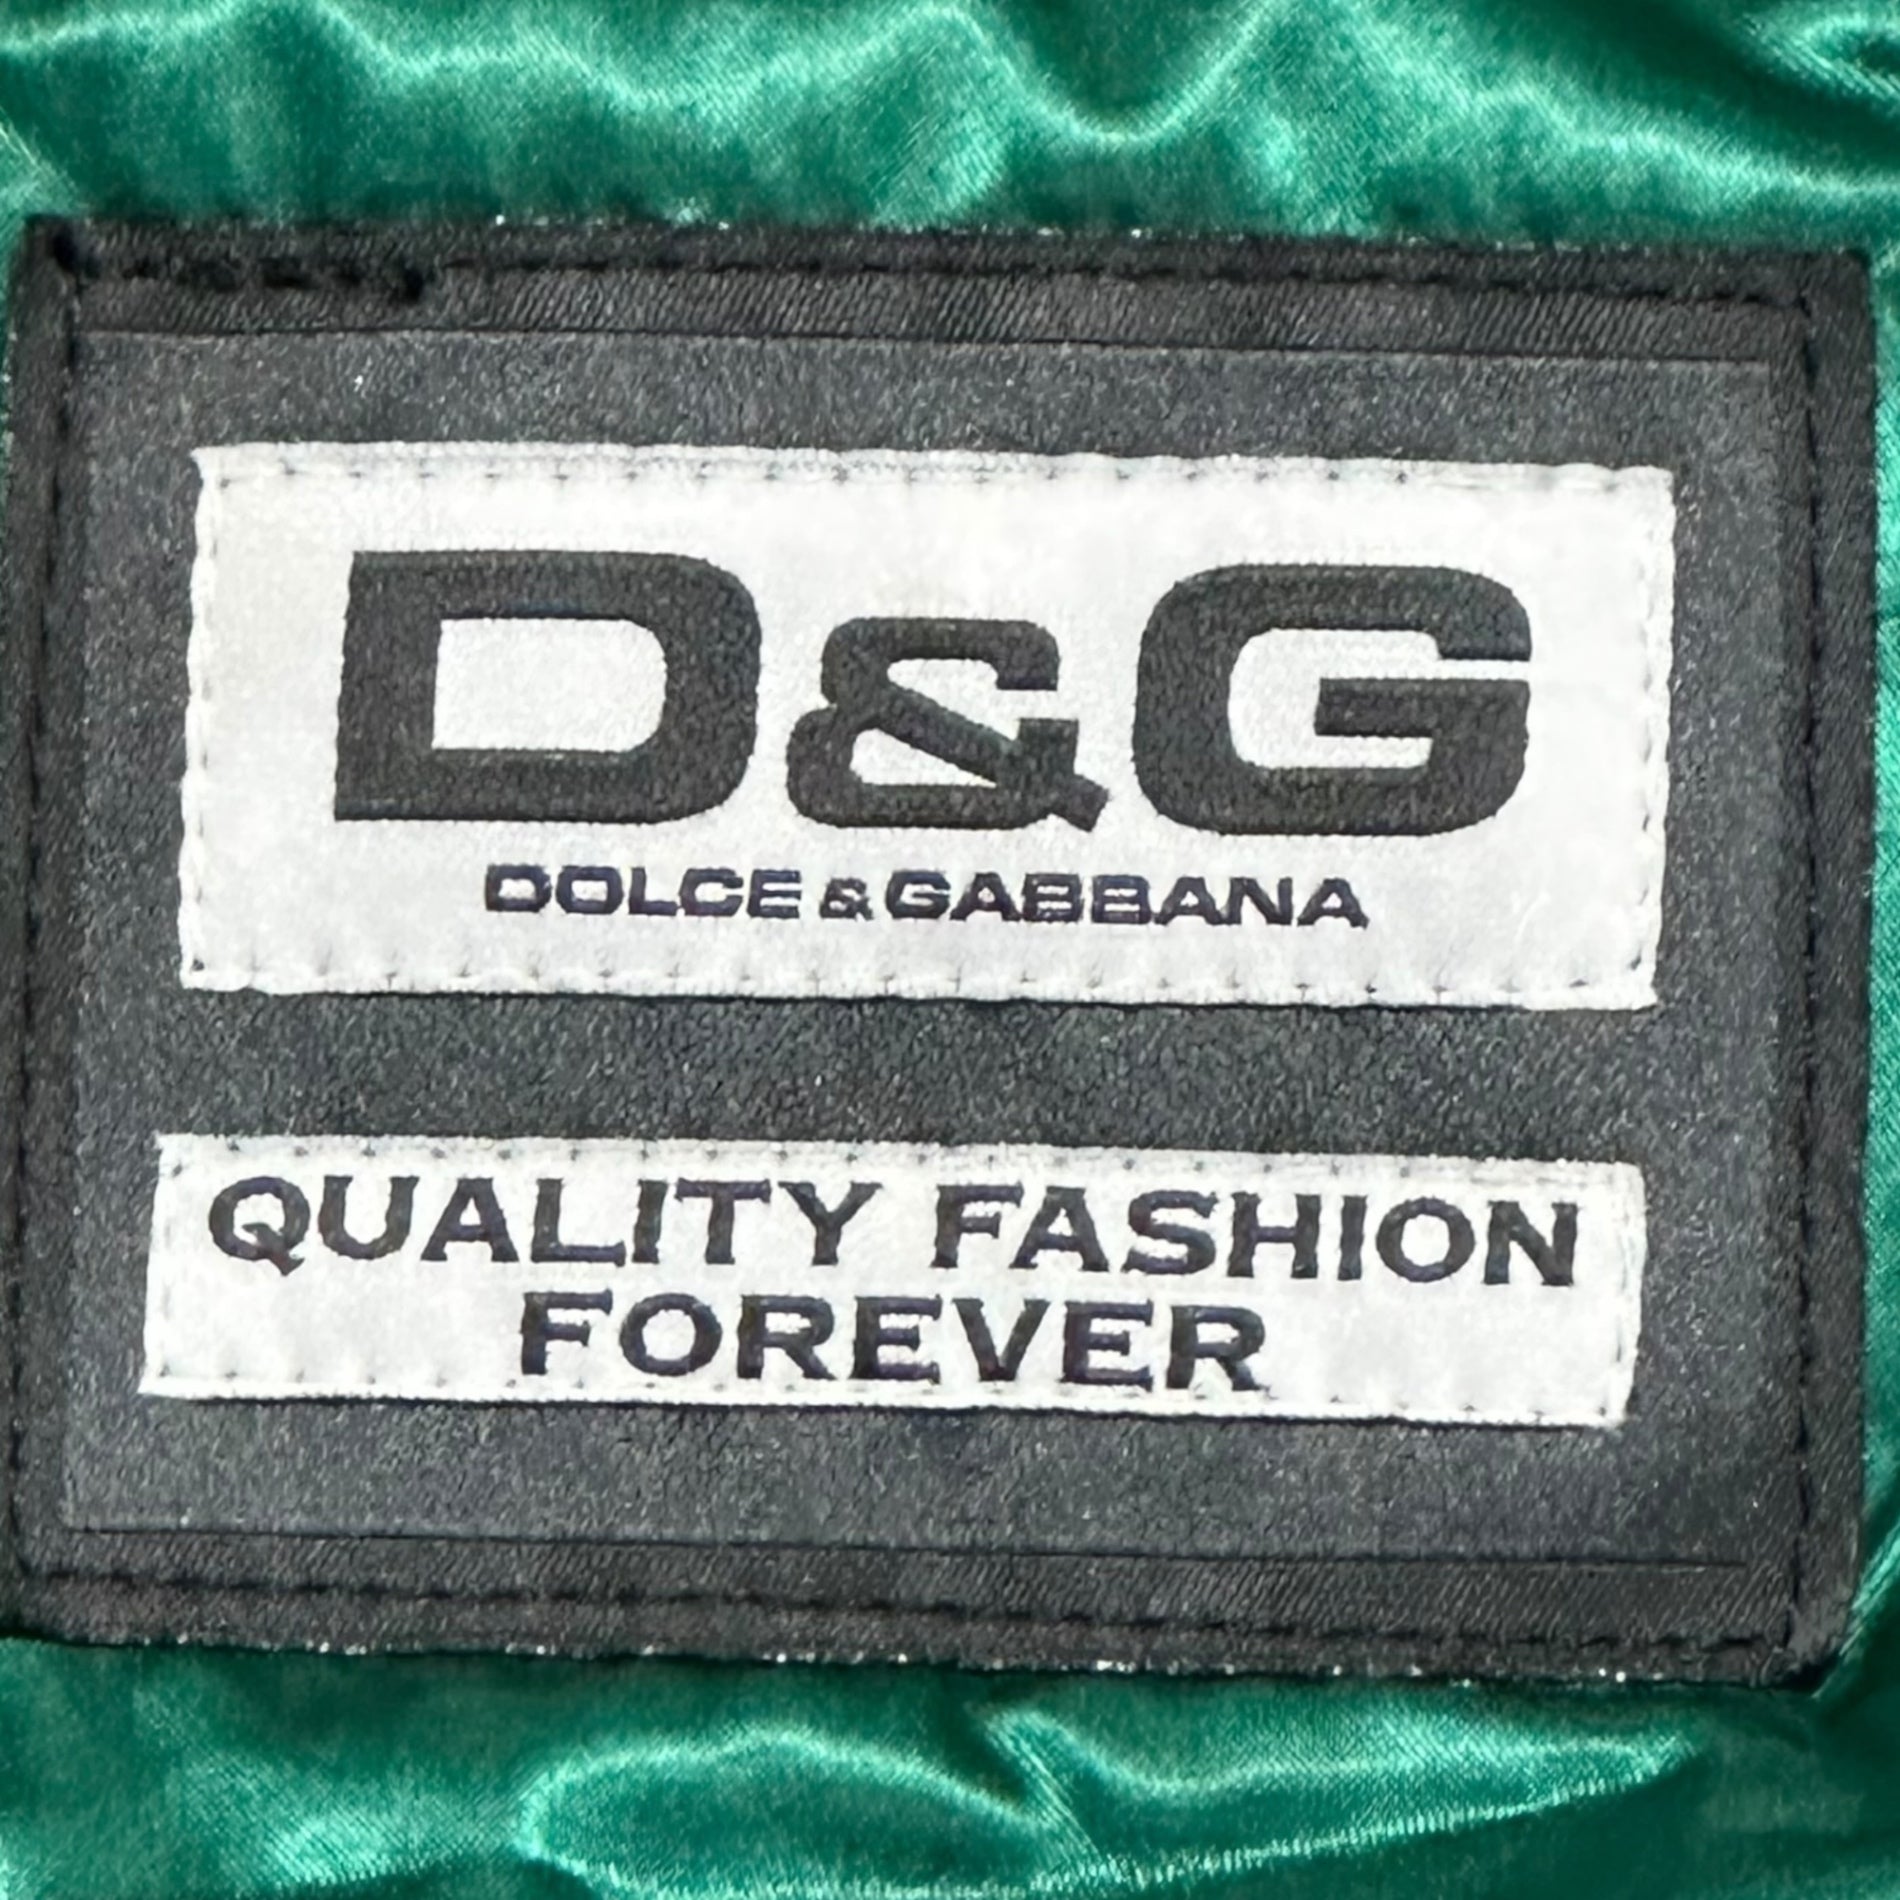 D&G
DOLCE & GABBANA
QUALITY FASHION
FOREVER